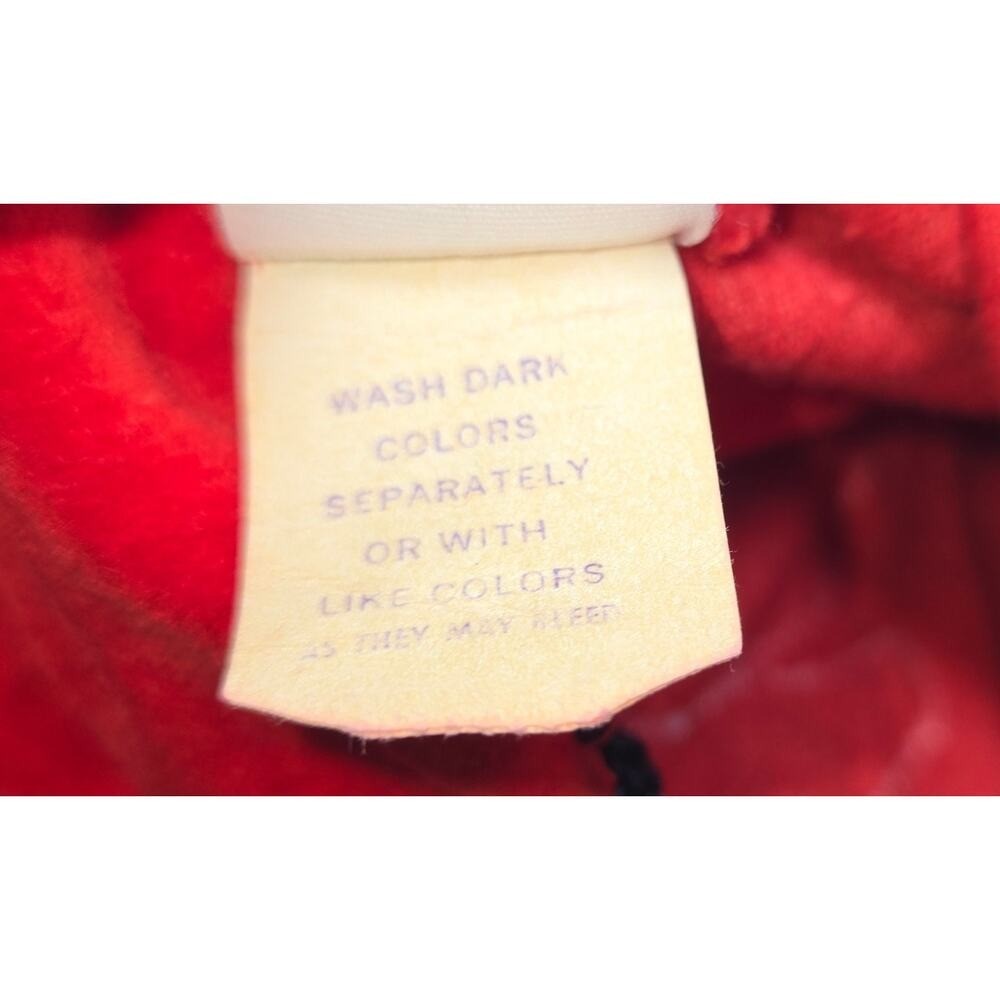 WASH DARK
COLORS
SEPARATELY
OR WITH
LIKE COLORS
AS THEY MAY BLEED